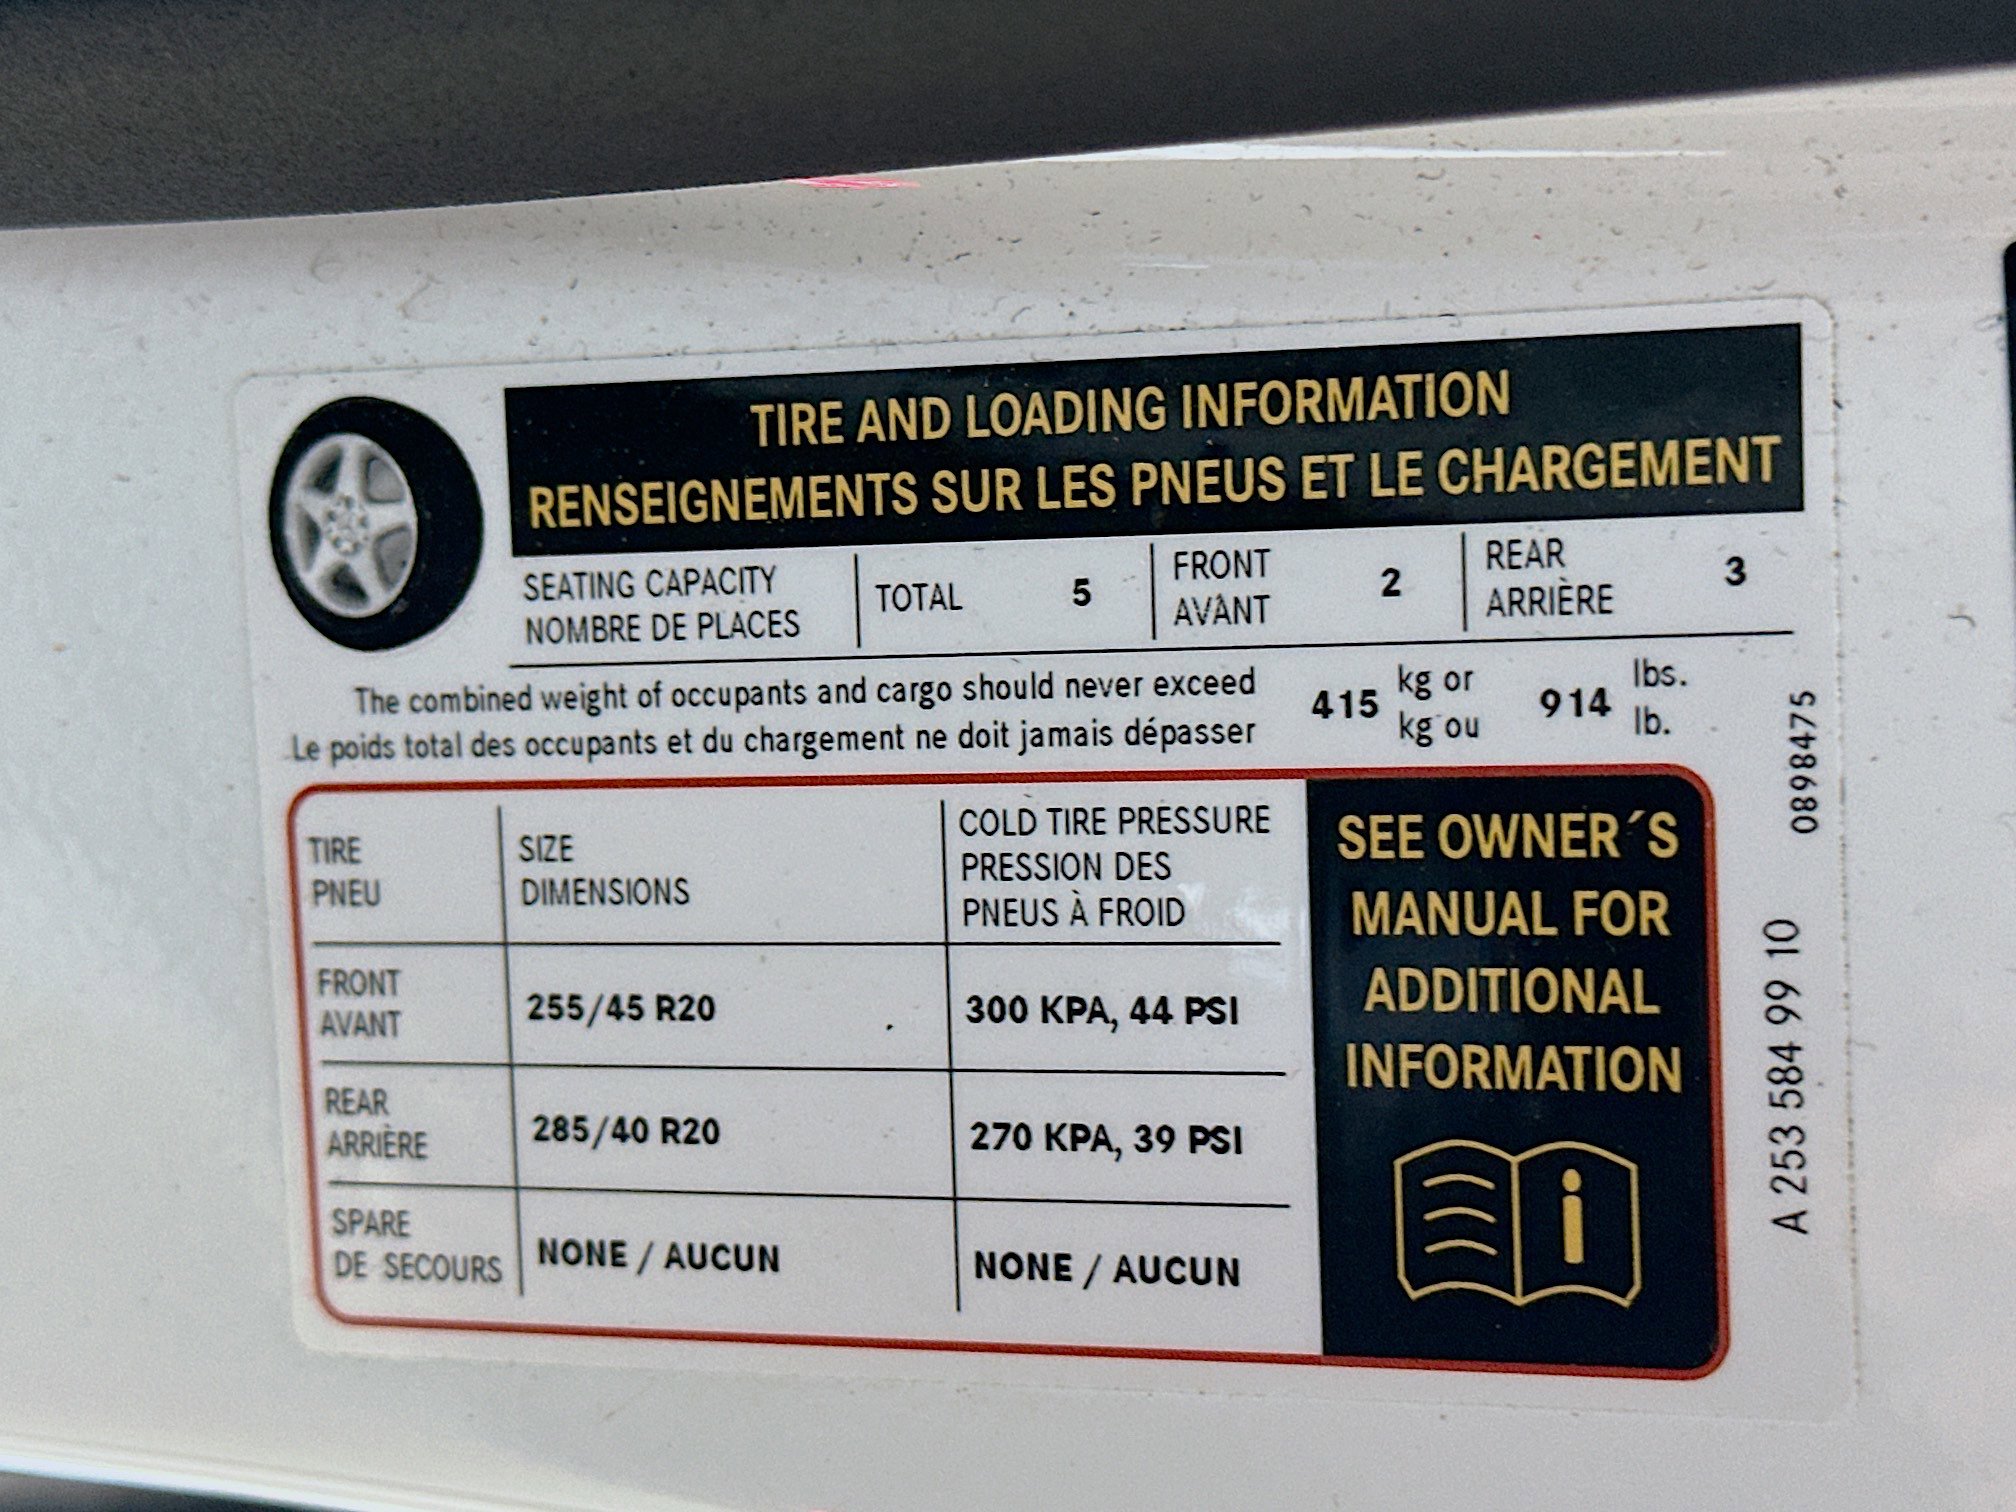 TIRE AND LOADING INFORMATION
RENSEIGNEMENTS SUR LES PNEUS ET LE CHARGEMENT
SEATING CAPACITY
NOMBRE DE PLACES
TOTAL 5
FRONT
AVANT
2
REAR
ARRIÈRE
3
The combined weight of occupants and cargo should never exceed
Le poids total des occupants et du chargement ne doit jamais dépasser
415 kg or
kg ou
914 lbs.
lb.
TIRE
PNEU
SIZE
DIMENSIONS
COLD TIRE PRESSURE
PRESSION DES
PNEUS À FROID
FRONT
AVANT
255/45 R20
300 KPA, 44 PSI
REAR
ARRIÈRE
285/40 R20
270 KPA, 39 PSI
SPARE
DE SECOURS
NONE / AUCUN
NONE / AUCUN
SEE OWNER´S
MANUAL FOR
ADDITIONAL
INFORMATION
i
A 253 584 99 10 0898475